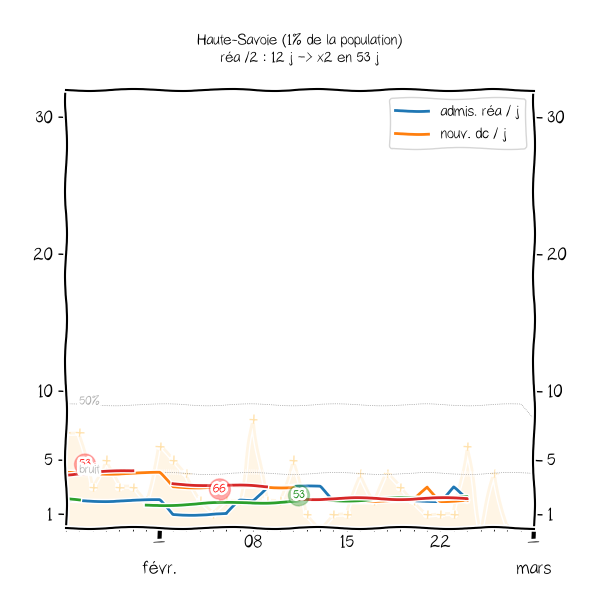 Haute-Savoie (1% de la population)
réa /2 : 12 j -> x2 en 53 j
admis. réa / j
nouv. dc / j
30
30
20
20
10
10
50%
5
53
bruit
5
66
53
1
1
08
15
22
févr.
mars